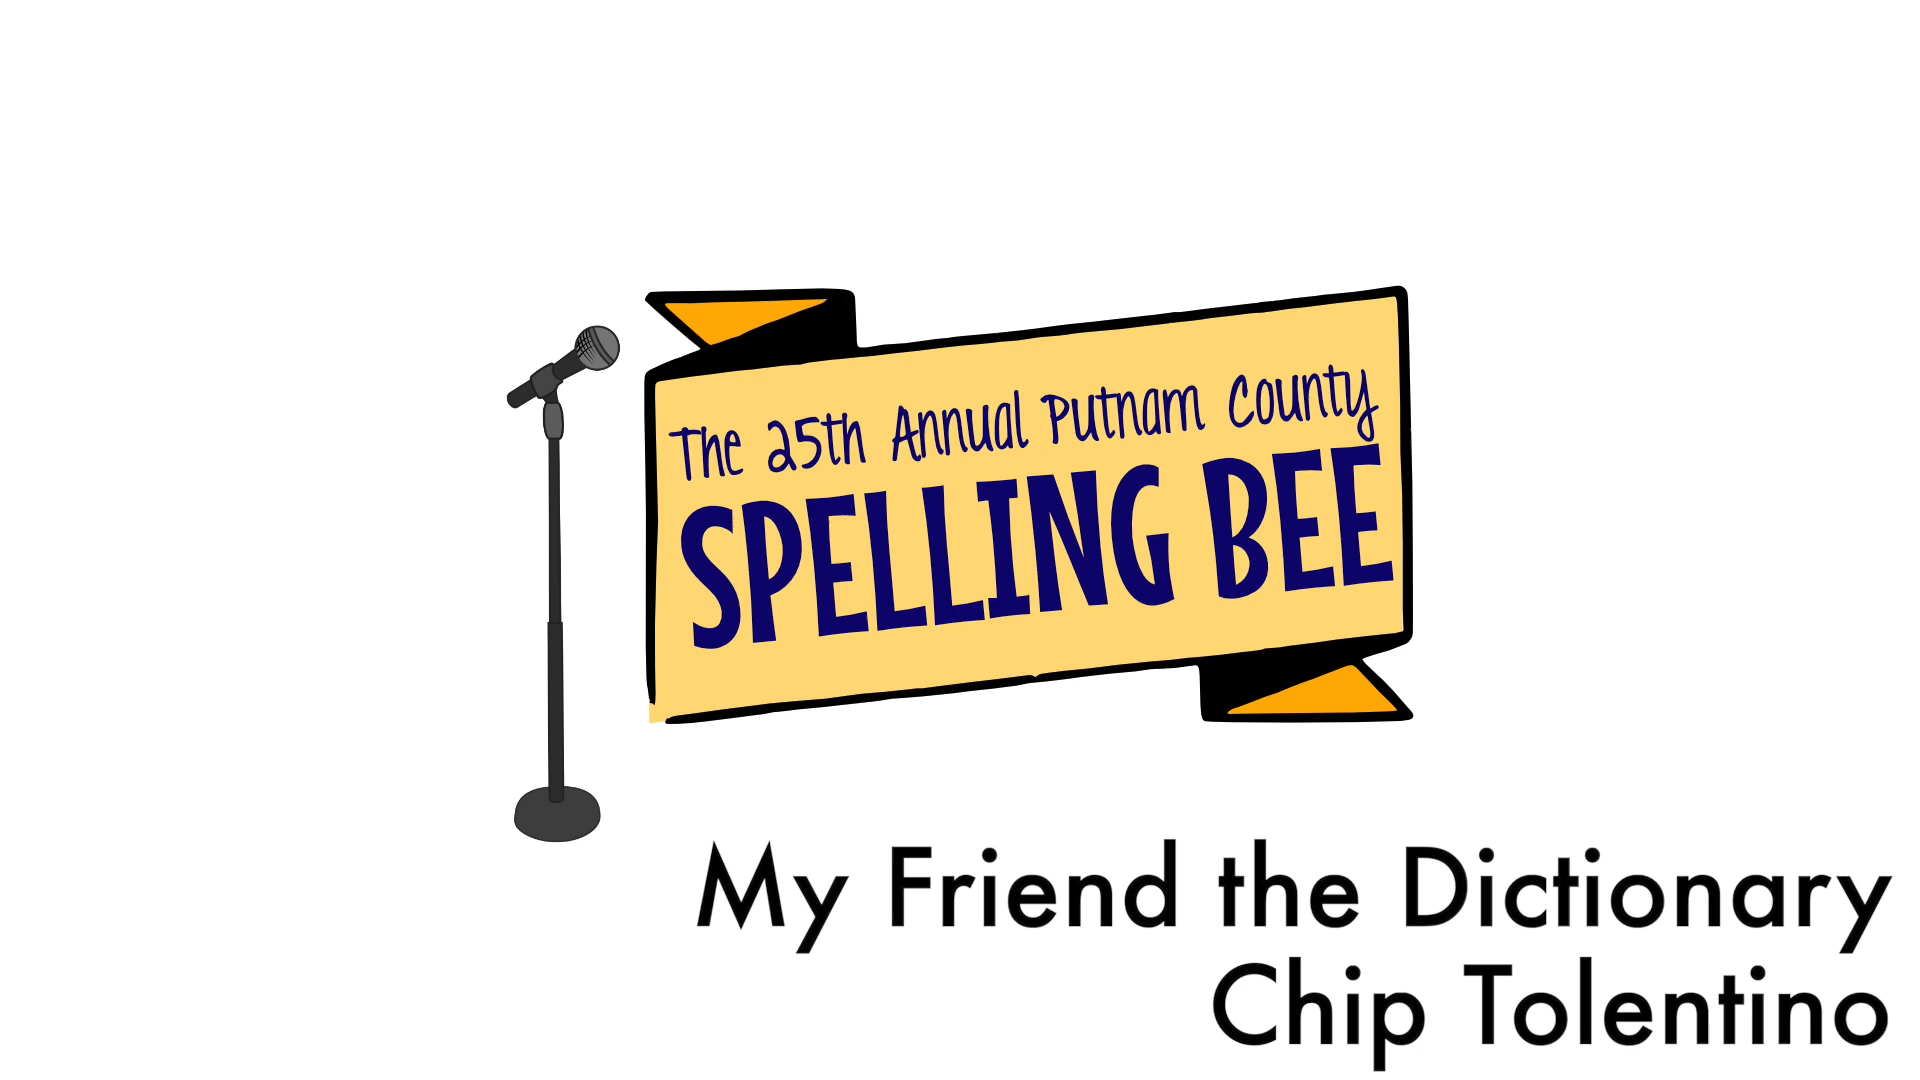 The 25th Annual Putnam County
SPELLING BEE
My Friend the Dictionary
Chip Tolentino